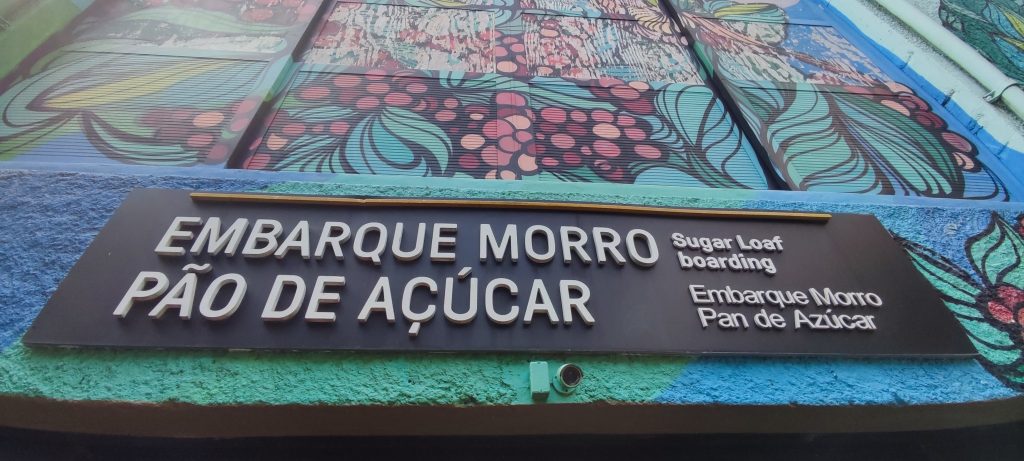 EMBARQUE MORRO
PÃO DE AÇÚCAR
Sugar Loaf
boarding
Embarque Morro
Pan de Azúcar